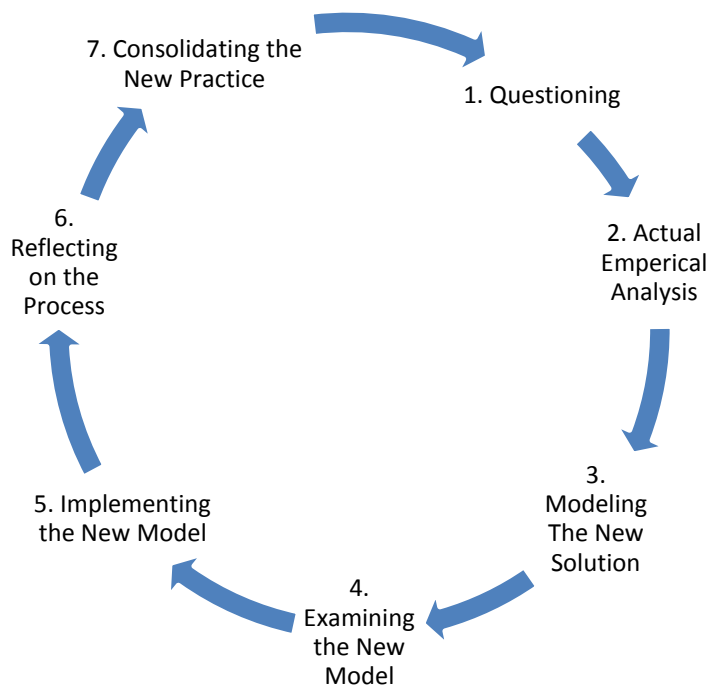 1. Questioning
2. Actual
Emperical
Analysis
3.
Modeling
The New
Solution
4.
Examining
the New
Model
5. Implementing
the New Model
6.
Reflecting
on the
Process
7. Consolidating the
New Practice